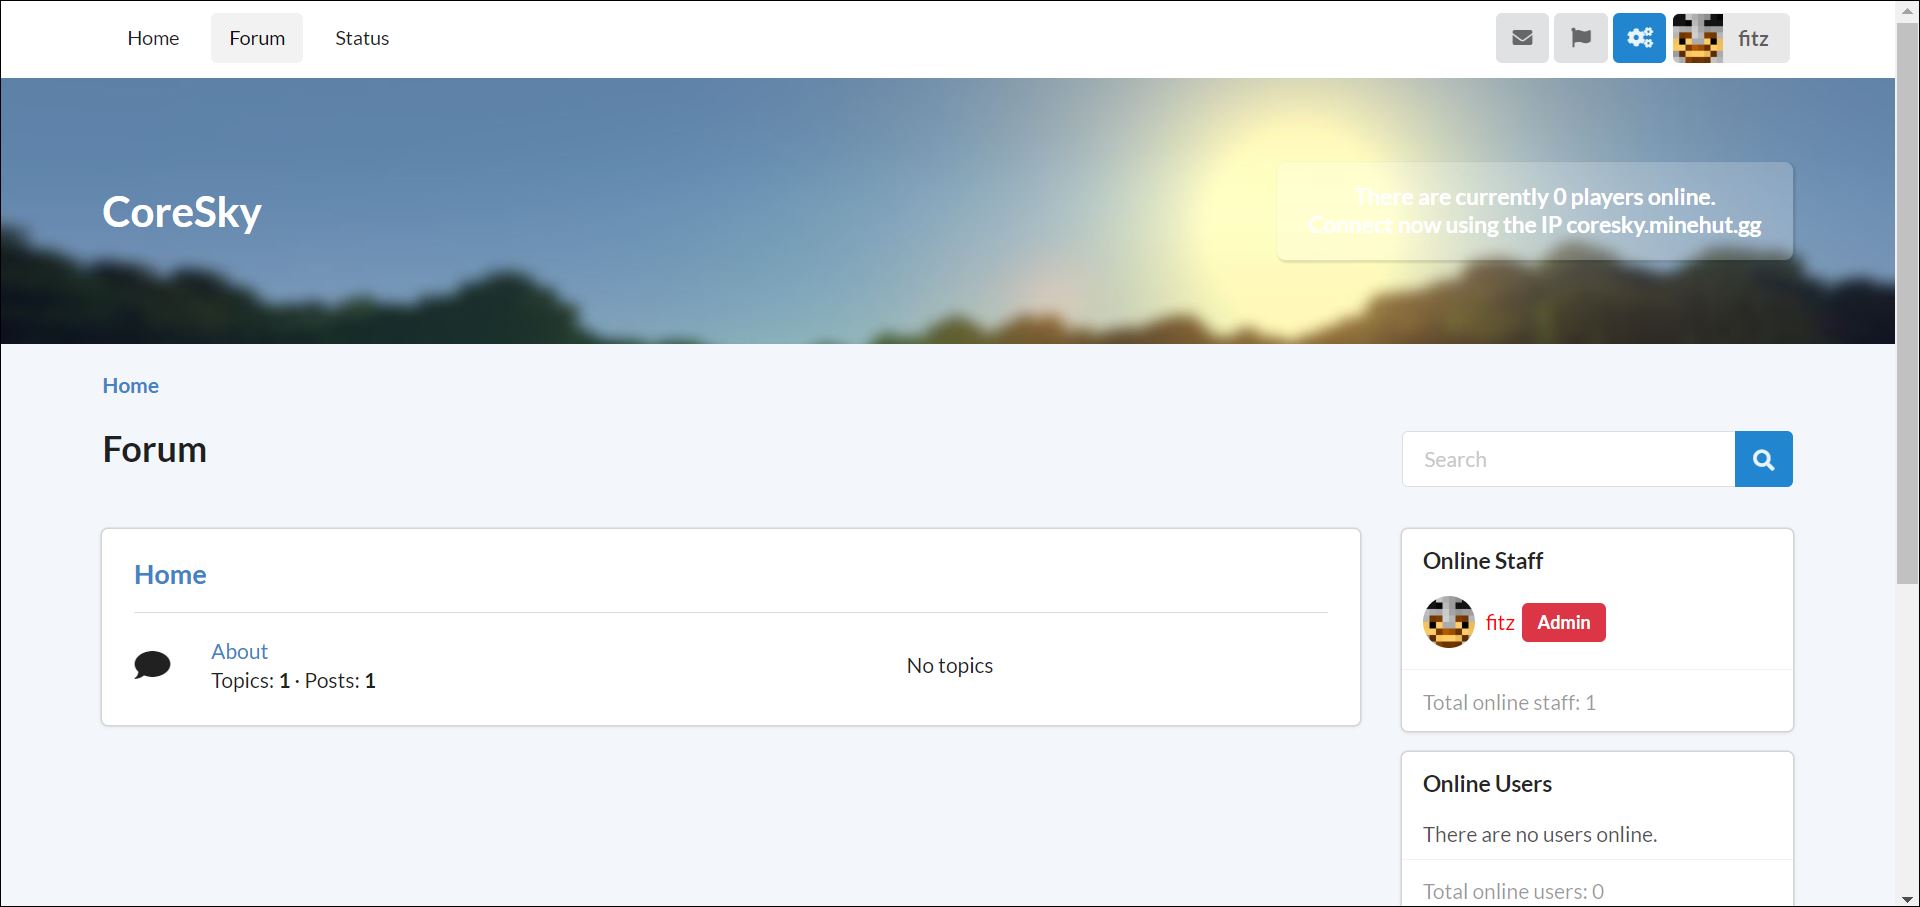 Home
Forum
Status
fitz
CoreSky
There are currently 0 players online.
Connect now using the IP coresky.minehut.gg
Home
Forum
Search
Home
About
Topics: 1 · Posts: 1
No topics
Online Staff
fitz Admin
Total online staff: 1
Online Users
There are no users online.
Total online users: 0